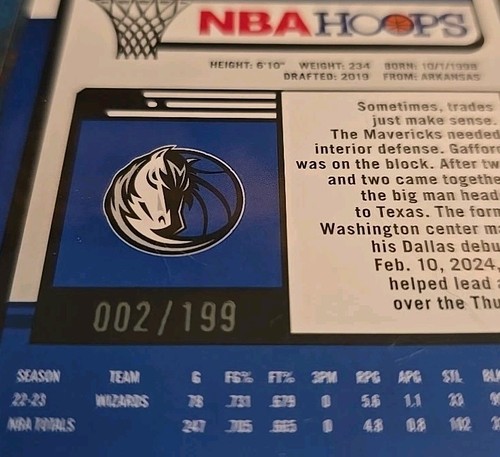 NBA HOOPS
HEIGHT: 6'10" WEIGHT: 234 BORN: 10/1/1998
DRAFTED: 2019 FROM: ARKANSAS
Sometimes, trades
just make sense.
The Mavericks needed
interior defense. Gaffor
was on the block. After tw
and two came togethe
the big man head
to Texas. The form
Washington center ma
his Dallas debu
Feb. 10, 2024,
helped lead a
over the Thu
002/199
SEASON TEAM G FG% FT% 3PM RPG APG STL BLK
22-23 WIZARDS 78 .731 .679 0 5.6 1.1 33
NBA TOTALS 247 .705 .665 0 4.8 0.8 102